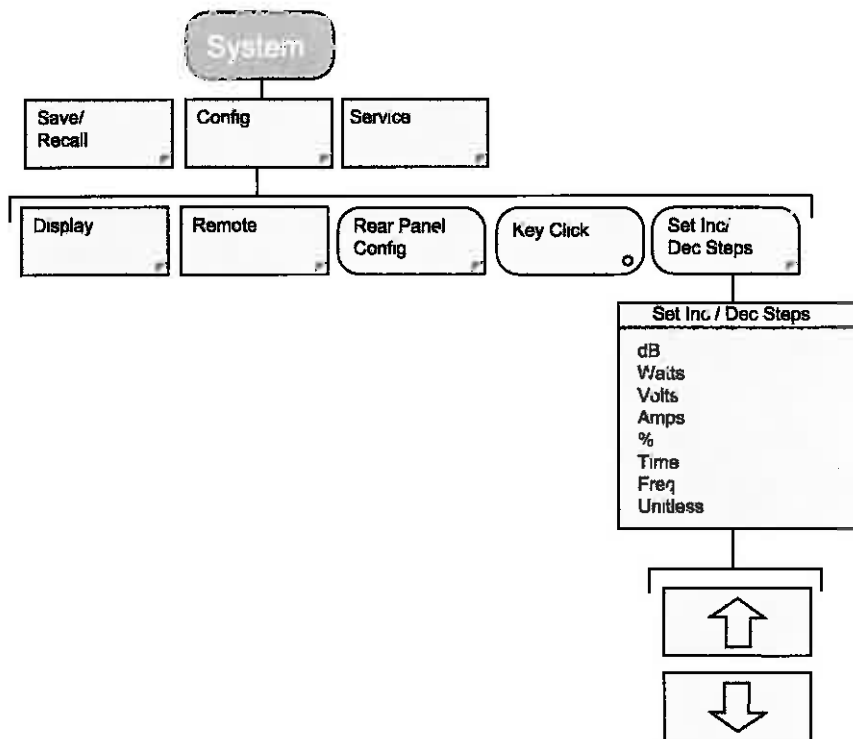 System
Save/
Recall
Config
Service
Display
Remote
Rear Panel
Config
Key Click
Set Inc/
Dec Steps
Set Inc / Dec Steps
dB
Watts
Volts
Amps
%
Time
Freq
Unitless